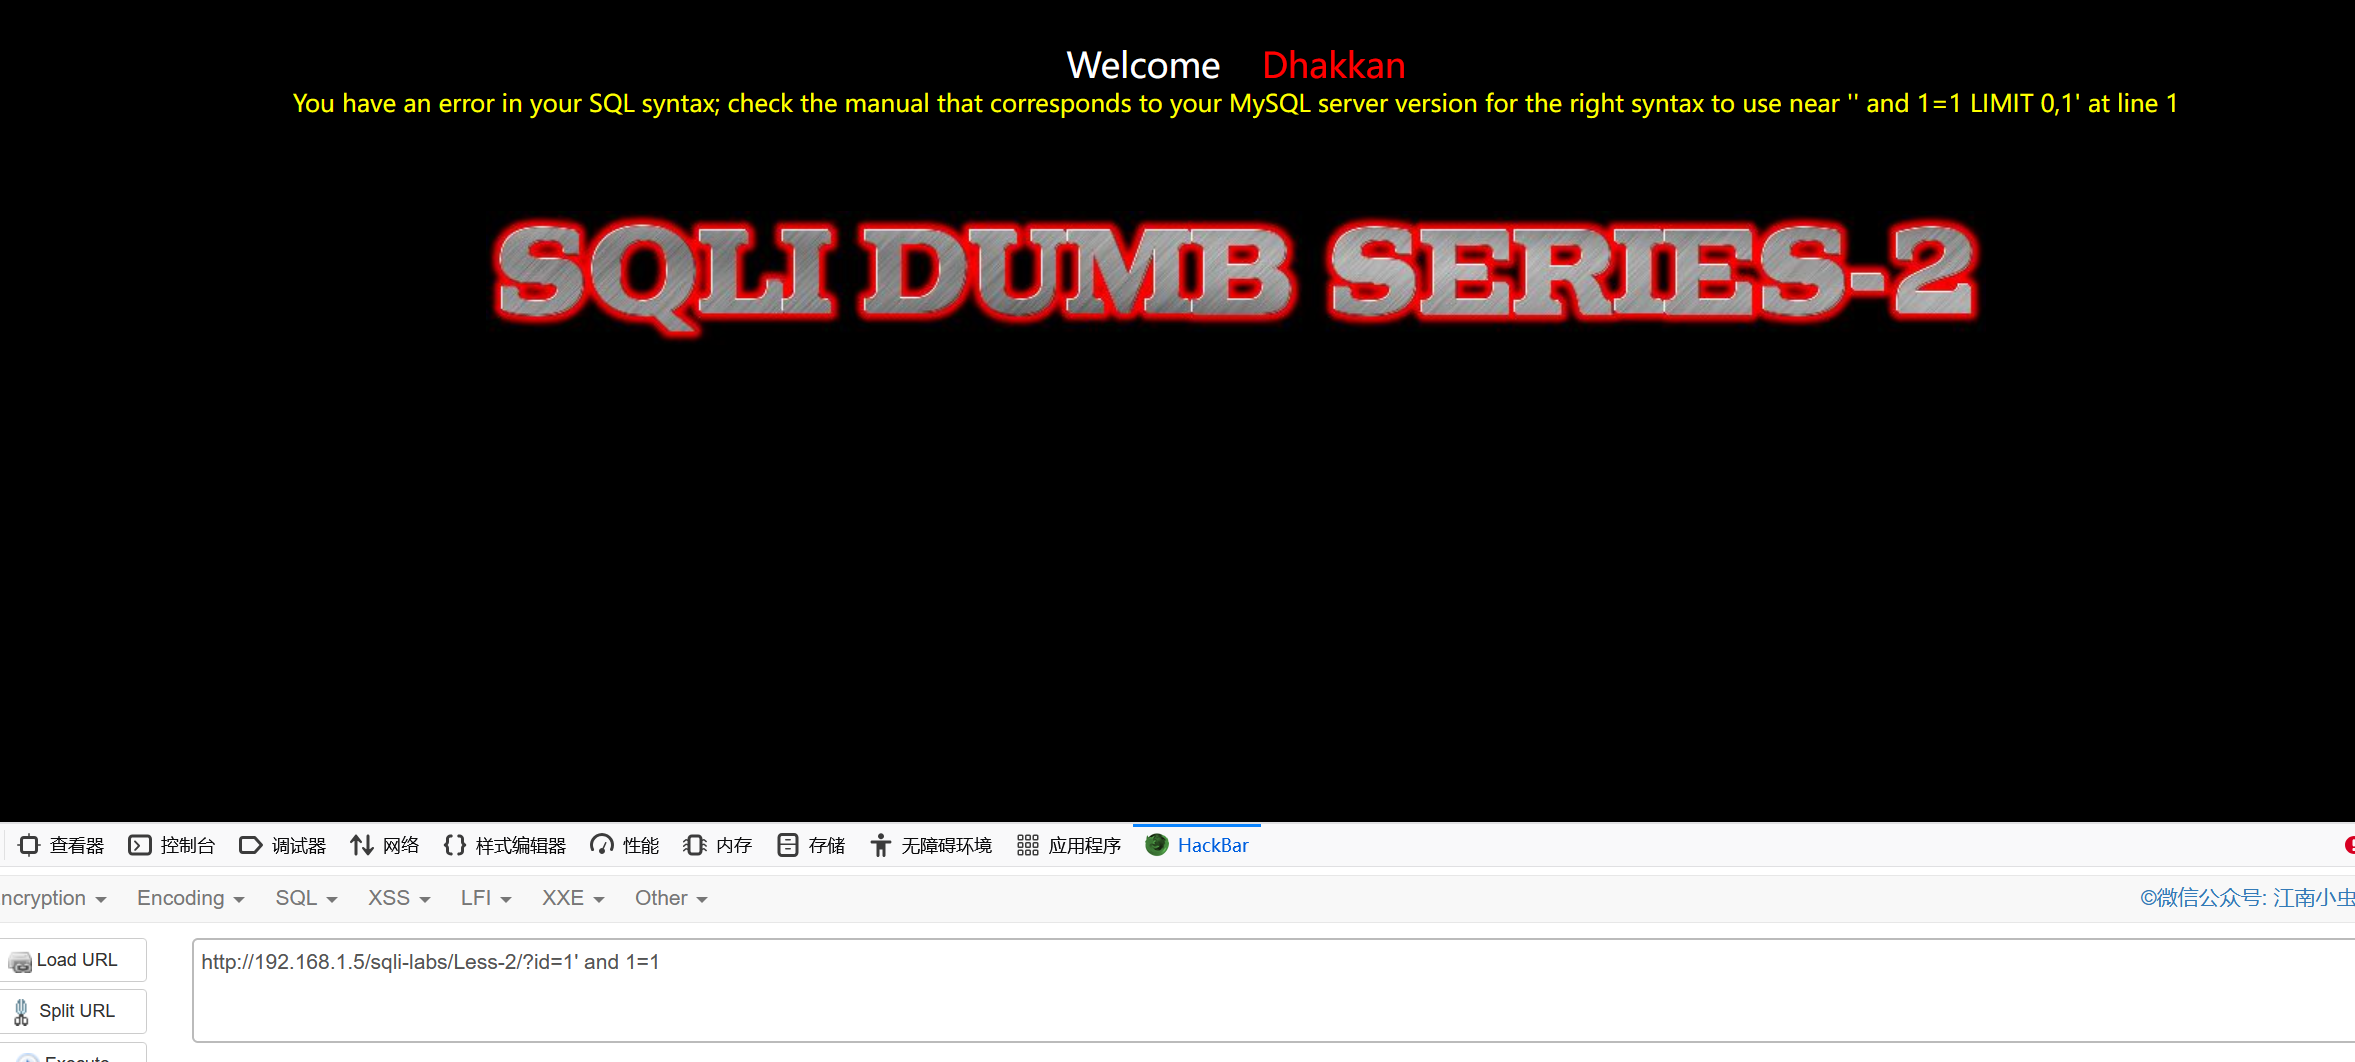 Welcome Dhakkan
You have an error in your SQL syntax; check the manual that corresponds to your MySQL server version for the right syntax to use near '' and 1=1 LIMIT 0,1' at line 1
SQLI DUMB SERIES-2
查看器 控制台 调试器 网络 样式编辑器 性能 内存 存储 无障碍环境 应用程序 HackBar
ncryption Encoding SQL XSS LFI XXE Other ©微信公众号: 江南小虫
Load URL http://192.168.1.5/sqli-labs/Less-2/?id=1' and 1=1
Split URL
Execute